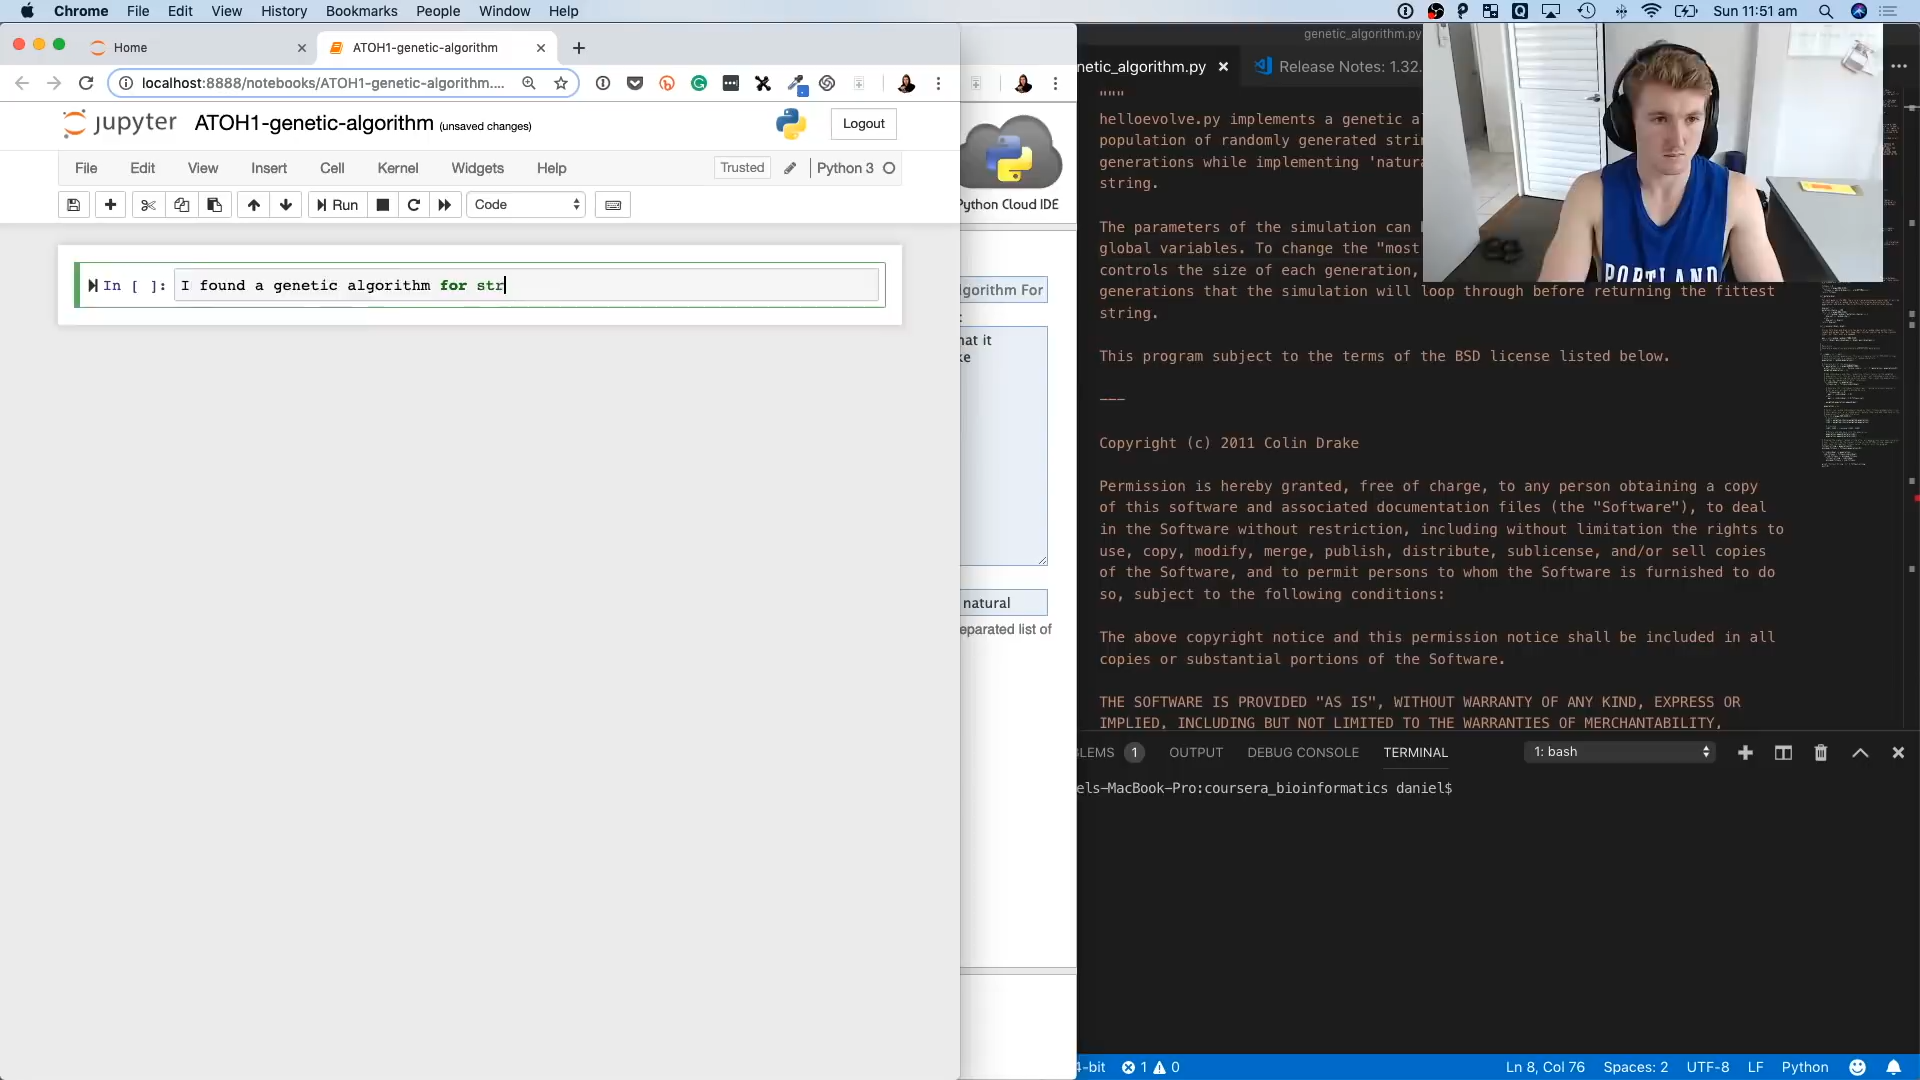 Chrome File Edit View History Bookmarks People Window Help
Sun 11:51 am
Home
ATOH1-genetic-algorithm
localhost:8888/notebooks/ATOH1-genetic-algorithm....
jupyter ATOH1-genetic-algorithm (unsaved changes)
Logout
File Edit View Insert Cell Kernel Widgets Help
Trusted
Python 3
Run
Code
In [ ]: I found a genetic algorithm for str
Python Cloud IDE
lgorithm For
:
hat it
ke
natural
eparated list of
genetic_algorithm.py
netic_algorithm.py
Release Notes: 1.32.
"""
helloevolve.py implements a genetic a
population of randomly generated stri
generations while implementing 'natur
string.
The parameters of the simulation can
global variables. To change the "most
controls the size of each generation,
generations that the simulation will loop through before returning the fittest
string.
This program subject to the terms of the BSD license listed below.
---
Copyright (c) 2011 Colin Drake
Permission is hereby granted, free of charge, to any person obtaining a copy
of this software and associated documentation files (the "Software"), to deal
in the Software without restriction, including without limitation the rights to
use, copy, modify, merge, publish, distribute, sublicense, and/or sell copies
of the Software, and to permit persons to whom the Software is furnished to do
so, subject to the following conditions:
The above copyright notice and this permission notice shall be included in all
copies or substantial portions of the Software.
THE SOFTWARE IS PROVIDED "AS IS", WITHOUT WARRANTY OF ANY KIND, EXPRESS OR
IMPLIED, INCLUDING BUT NOT LIMITED TO THE WARRANTIES OF MERCHANTABILITY,
PORTLAND
BLEMS 1 OUTPUT DEBUG CONSOLE TERMINAL
1: bash
els-MacBook-Pro:coursera_bioinformatics daniel$
4-bit 1 0
Ln 8, Col 76 Spaces: 2 UTF-8 LF Python